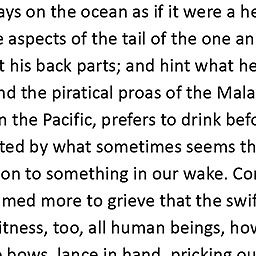 ays on the ocean as if it were a he
e aspects of the tail of the one an
t his back parts; and hint what he
nd the piratical proas of the Mala
n the Pacific, prefers to drink befo
ted by what sometimes seems th
on to something in our wake. Cor
med more to grieve that the swif
itness, too, all human beings, how
bows, lance in hand, pricking ou